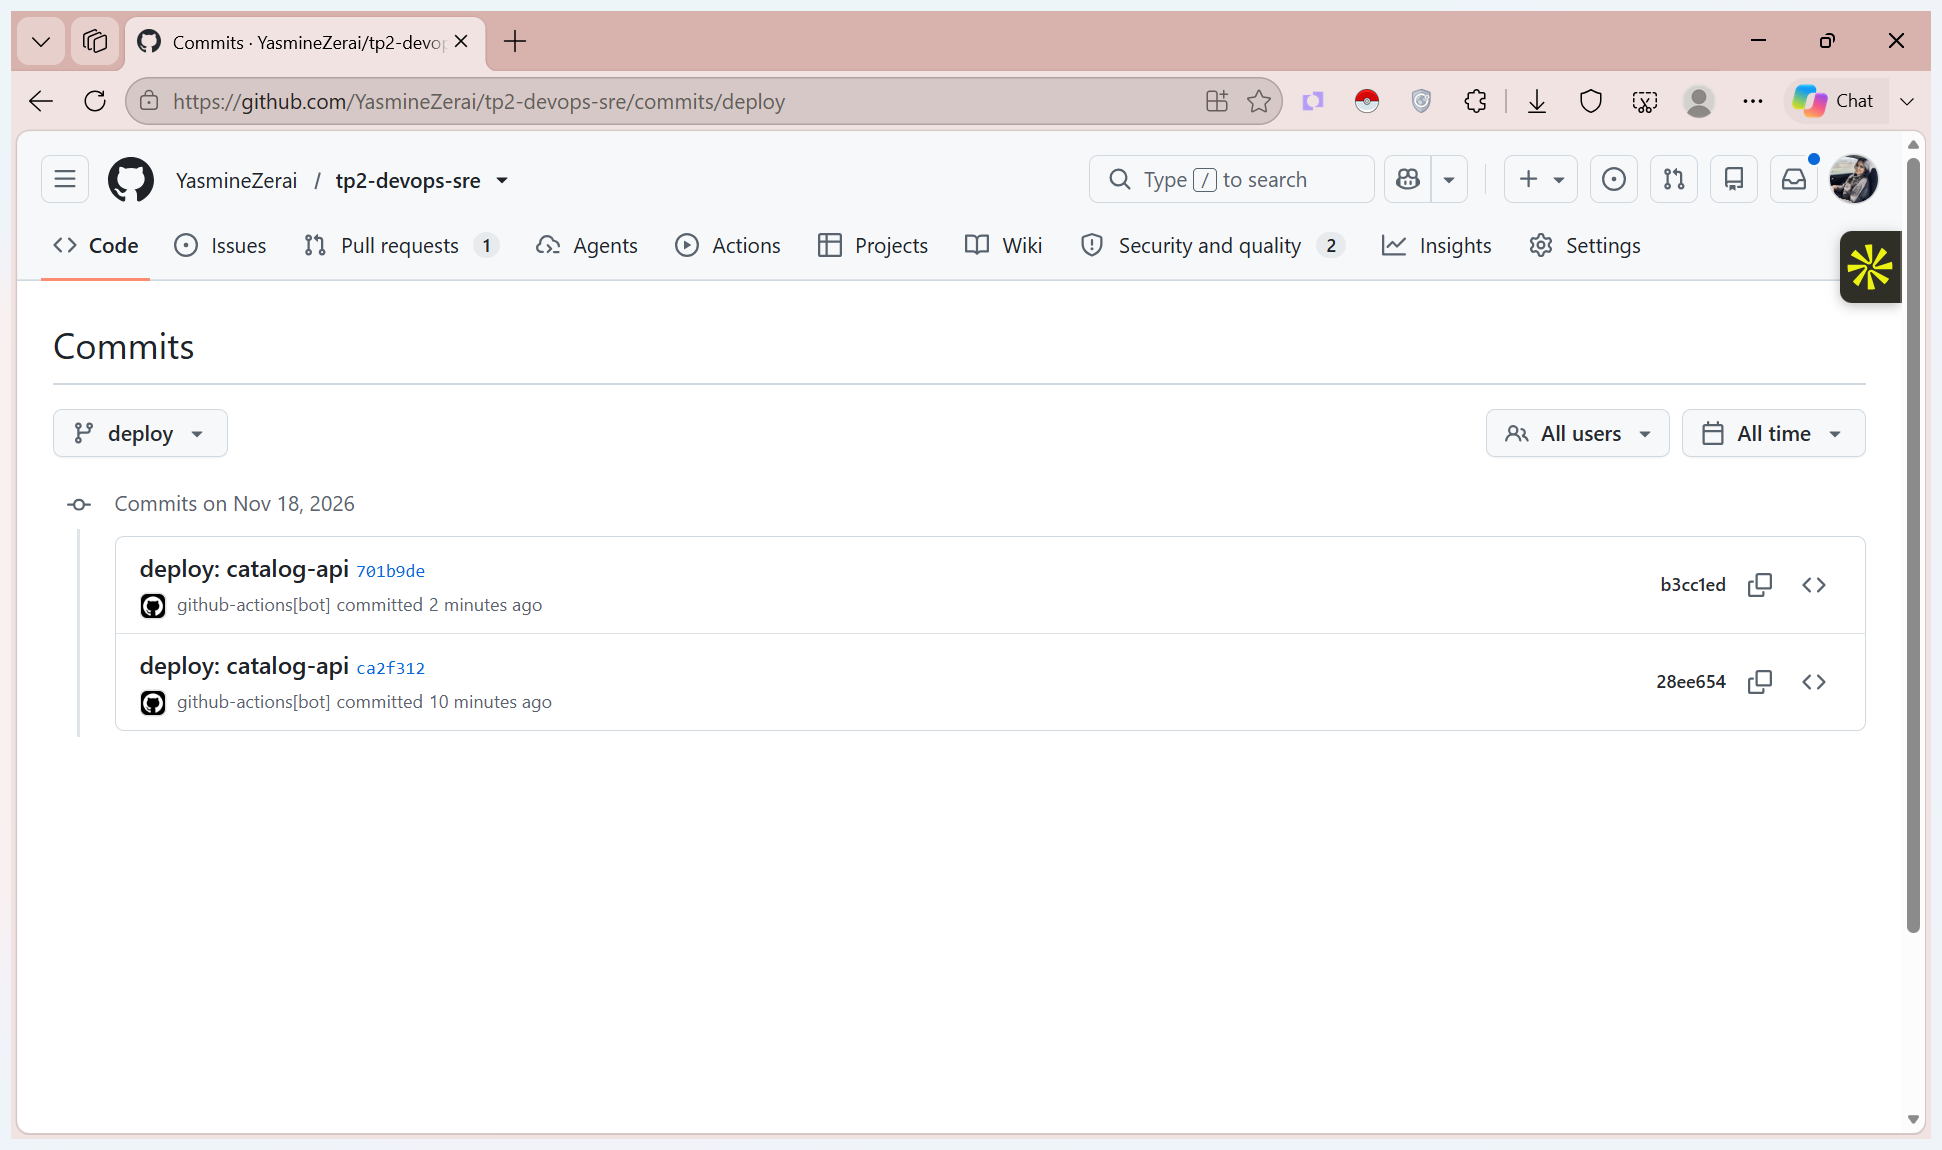 Commits · YasmineZerai/tp2-devop
https://github.com/YasmineZerai/tp2-devops-sre/commits/deploy
Chat
YasmineZerai / tp2-devops-sre
Type / to search
Code
Issues
Pull requests 1
Agents
Actions
Projects
Wiki
Security and quality 2
Insights
Settings
Commits
deploy
All users
All time
Commits on Nov 18, 2026
deploy: catalog-api 701b9de
b3cc1ed
github-actions[bot] committed 2 minutes ago
deploy: catalog-api ca2f312
28ee654
github-actions[bot] committed 10 minutes ago